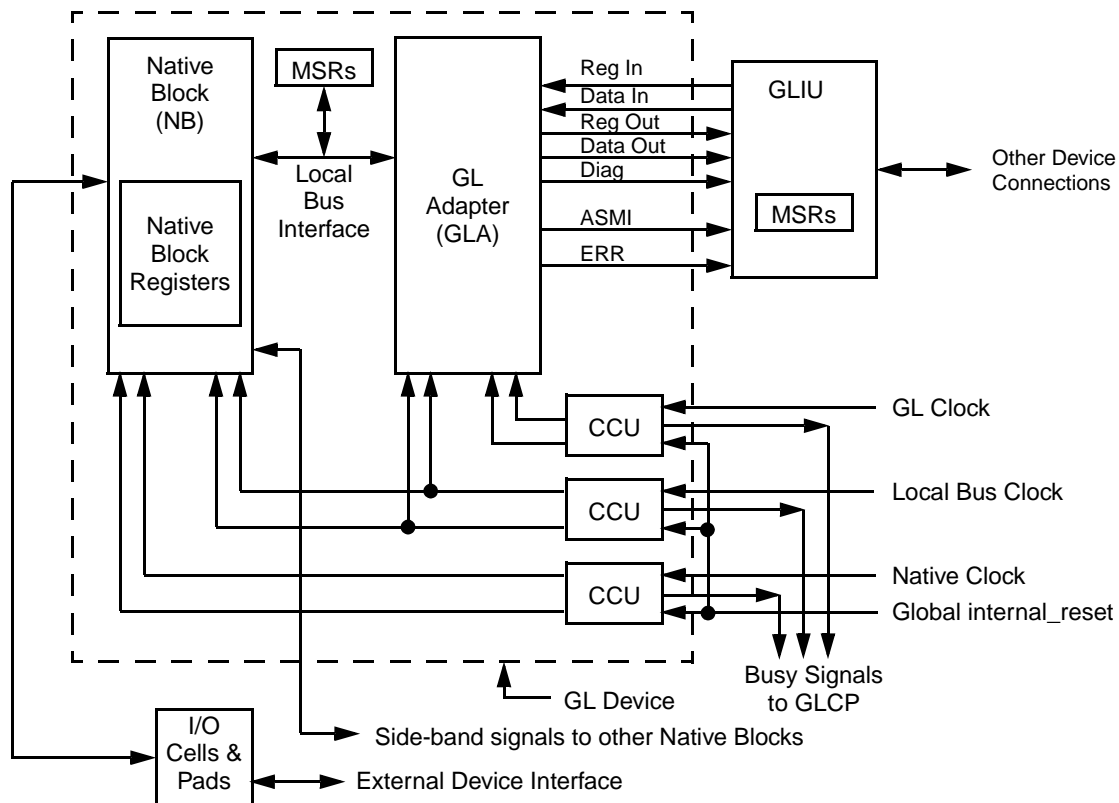 Native
Block
(NB)
MSRs
Native
Block
Registers
Local
Bus
Interface
GL
Adapter
(GLA)
Reg In
Data In
Reg Out
Data Out
Diag
ASMI
ERR
GLIU
MSRs
Other Device
Connections
CCU
GL Clock
CCU
Local Bus Clock
CCU
Native Clock
Global internal_reset
Busy Signals
to GLCP
GL Device
Side-band signals to other Native Blocks
I/O
Cells &
Pads
External Device Interface